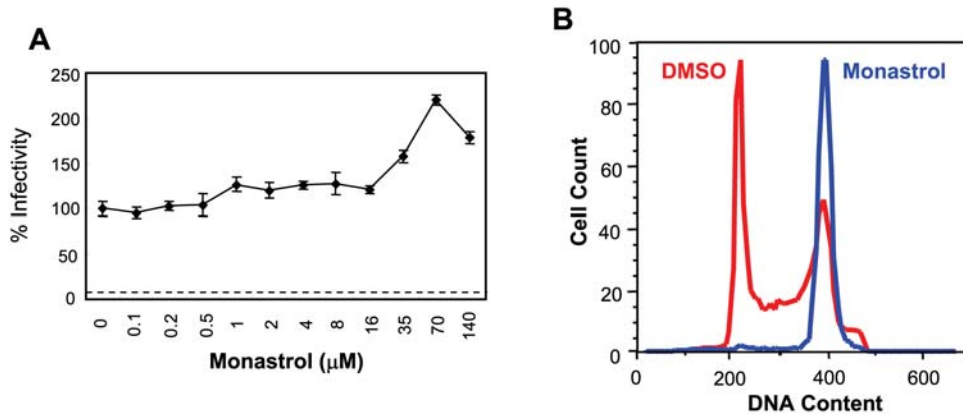 A
250
200
150
100
50
0
% Infectivity
0 0.1 0.2 0.5 1 2 4 8 16 35 70 140
Monastrol (μM)
B
DMSO Monastrol
100
80
60
40
20
0
Cell Count
0 200 400 600
DNA Content